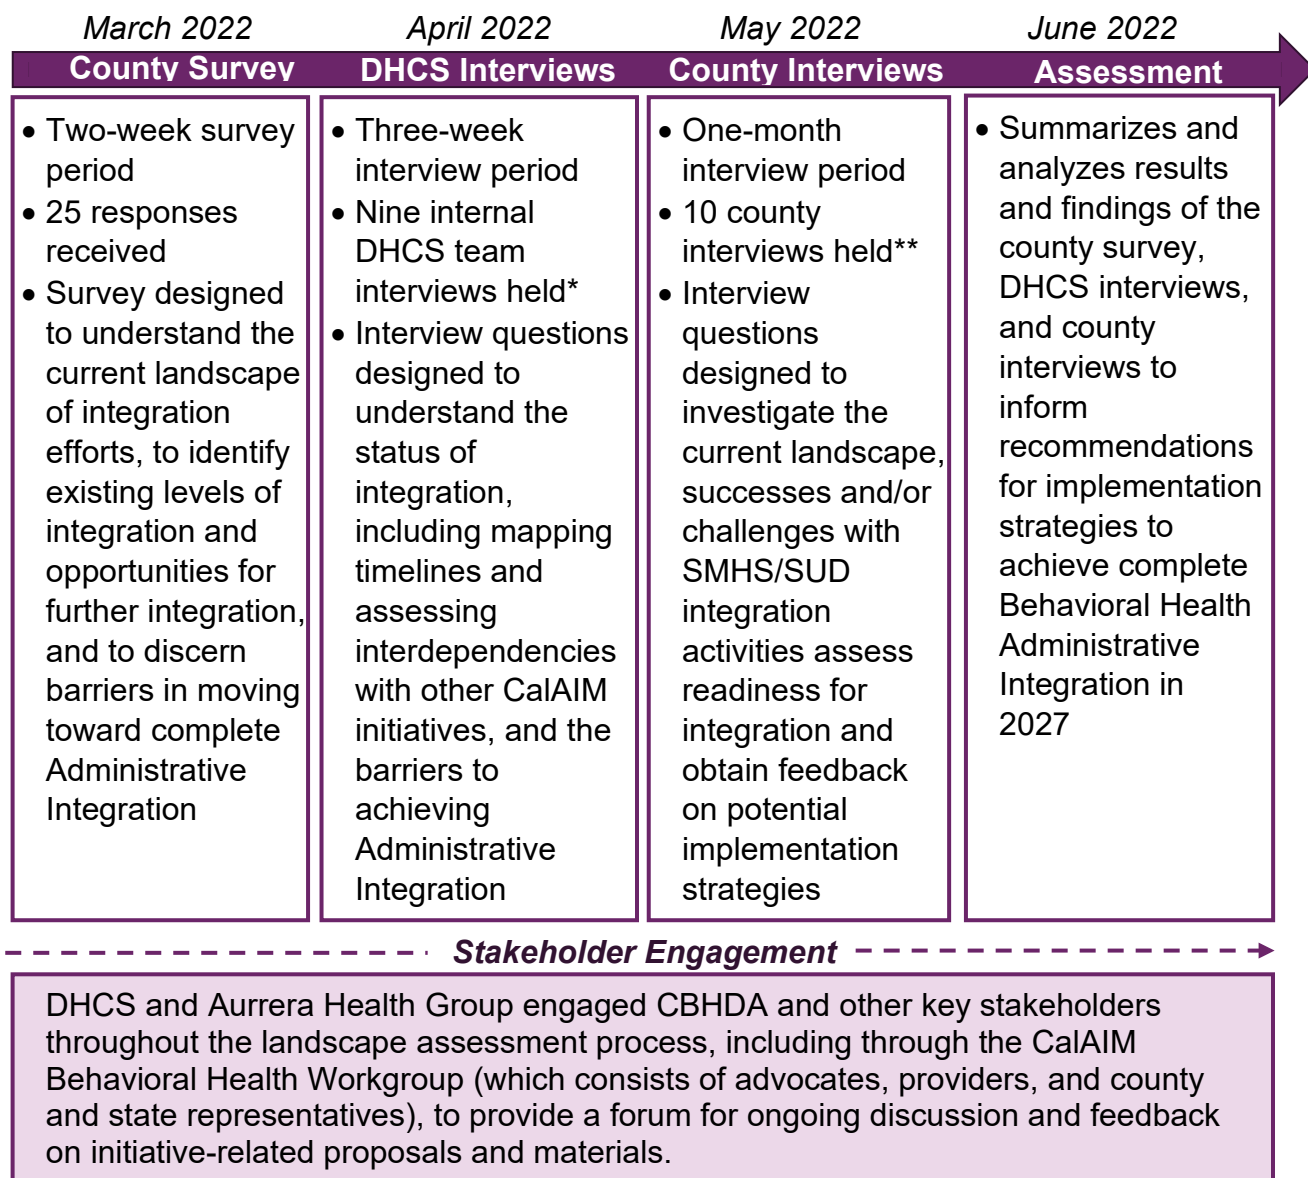 March 2022
April 2022
May 2022
June 2022
County Survey
DHCS Interviews
County Interviews
Assessment
• Two-week survey
period
• 25 responses
received
• Survey designed
to understand the
current landscape
of integration
efforts, to identify
existing levels of
integration and
opportunities for
further integration,
and to discern
barriers in moving
toward complete
Administrative
Integration
• Three-week
interview period
• Nine internal
DHCS team
interviews held*
• Interview questions
designed to
understand the
status of
integration,
including mapping
timelines and
assessing
interdependencies
with other CalAIM
initiatives, and the
barriers to
achieving
Administrative
Integration
• One-month
interview period
• 10 county
interviews held**
• Interview
questions
designed to
investigate the
current landscape,
successes and/or
challenges with
SMHS/SUD
integration
activities assess
readiness for
integration and
obtain feedback
on potential
implementation
strategies
• Summarizes and
analyzes results
and findings of the
county survey,
DHCS interviews,
and county
interviews to
inform
recommendations
for implementation
strategies to
achieve complete
Behavioral Health
Administrative
Integration in
2027
Stakeholder Engagement
DHCS and Aurrera Health Group engaged CBHDA and other key stakeholders
throughout the landscape assessment process, including through the CalAIM
Behavioral Health Workgroup (which consists of advocates, providers, and county
and state representatives), to provide a forum for ongoing discussion and feedback
on initiative-related proposals and materials.